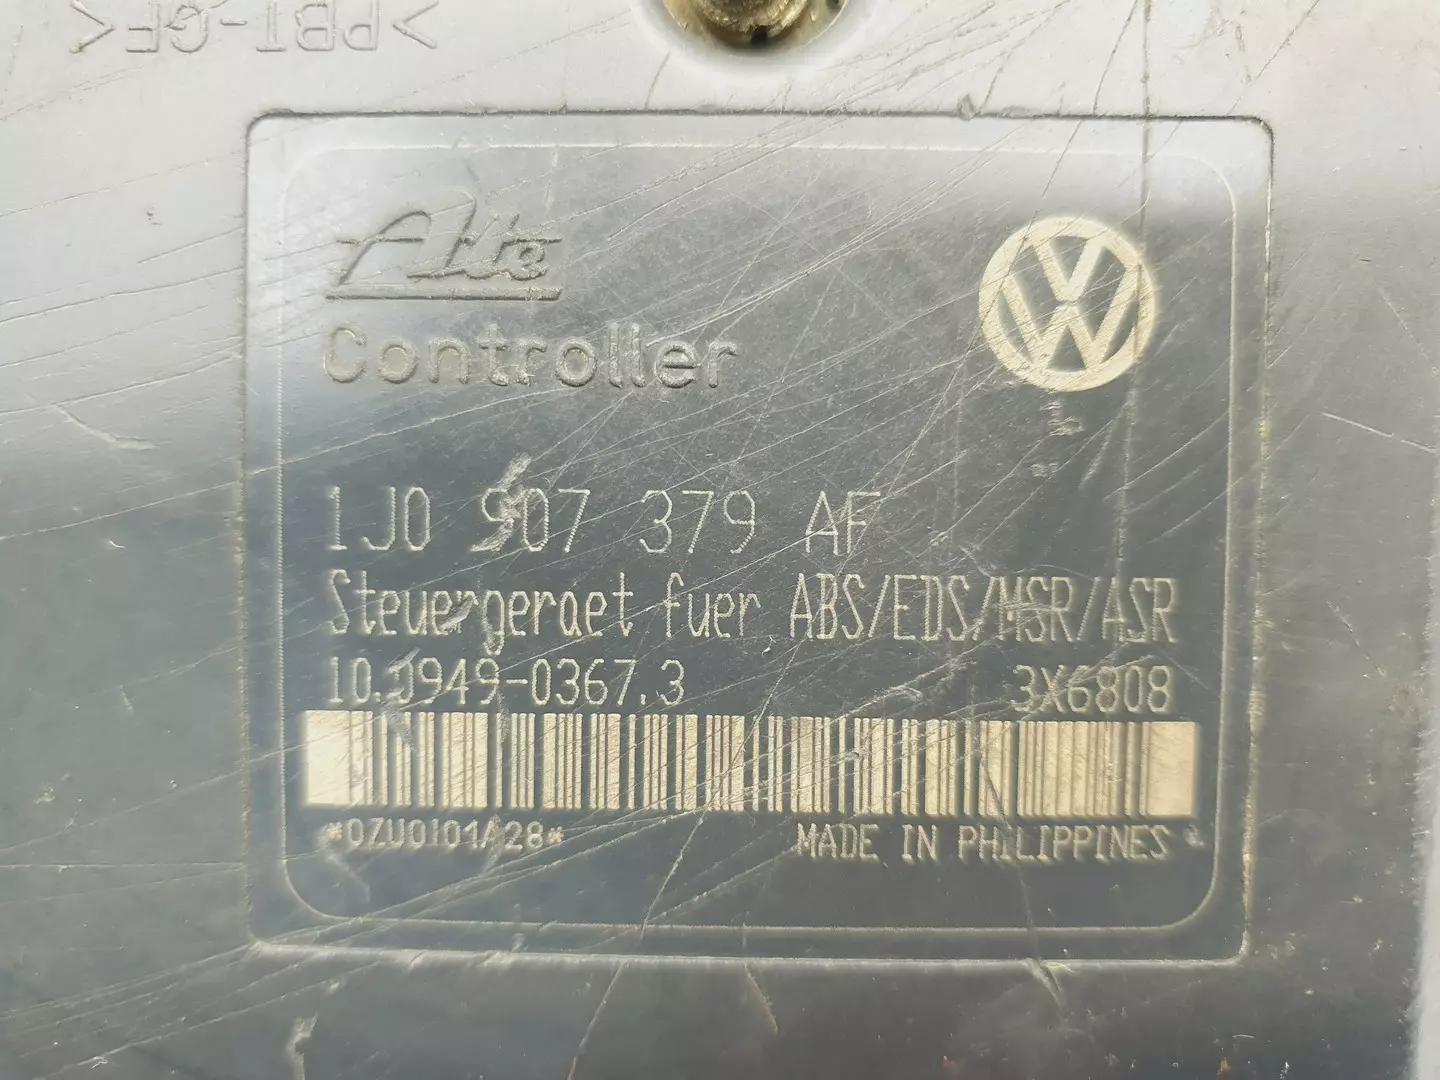 >PBT-GF<
Ate
Controller
1J0 907 379 AF
Steuergeraet fuer ABS/EDS/MSR/ASR
10.0949-0367.3 3X6808
*0ZU0I01A28* MADE IN PHILIPPINES